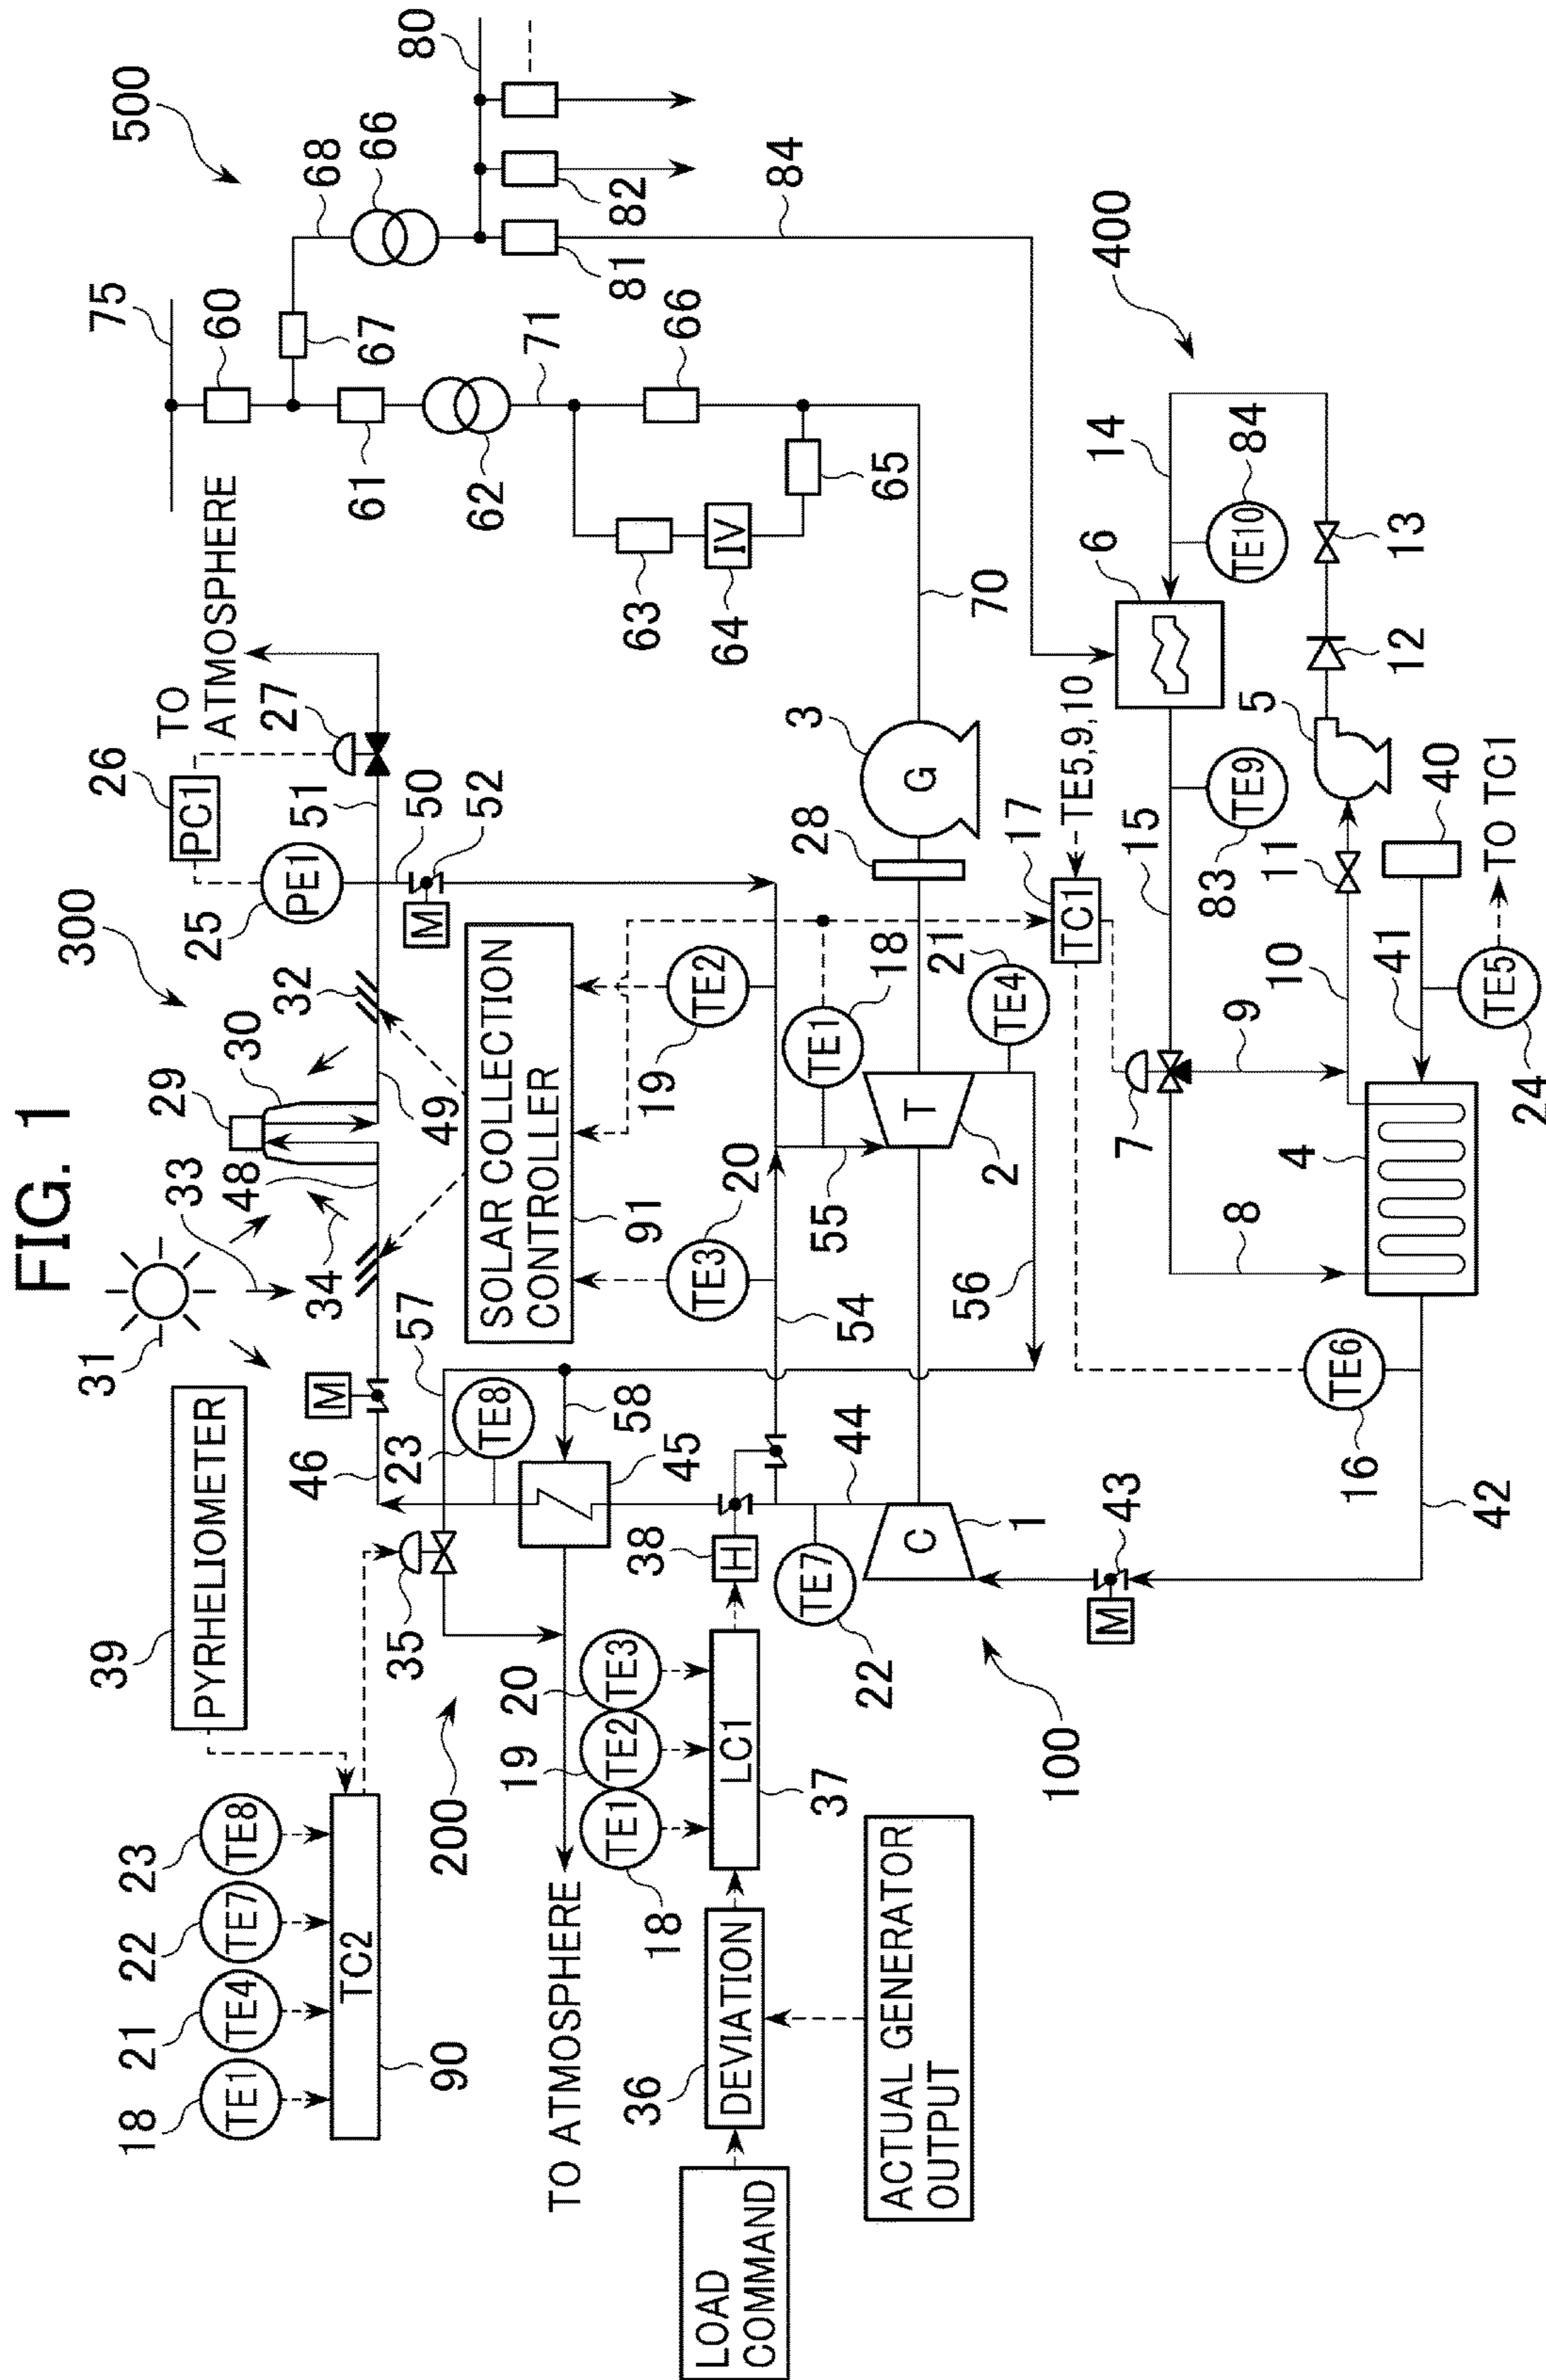 FIG. 1
31
33
29
30
300
25
26
27
TO
ATMOSPHERE
75
60
68
500
39
PYRHELIOMETER
46
M
57
34
48
49
32
PE1
PC1
51
50
52
M
61
67
66
80
18
21
22
23
TE1
TE4
TE7
TE8
TC2
90
35
200
23
TE8
58
45
SOLAR COLLECTION
CONTROLLER
91
62
71
63
IV
64
65
66
81
82
84
TO ATMOSPHERE
18
19
20
TE1
TE2
TE3
38
H
44
TE3
20
19
TE2
54
55
TE1
18
28
3
G
70
LOAD
COMMAND
36
DEVIATION
LC1
37
TE7
22
C
1
T
2
TE4
21
17
TC1
TE5,9,10
ACTUAL GENERATOR
OUTPUT
100
M
43
56
7
9
15
6
14
TE10
84
400
83
TE9
5
12
13
42
16
TE6
8
4
10
11
41
40
24
TE5
TO TC1